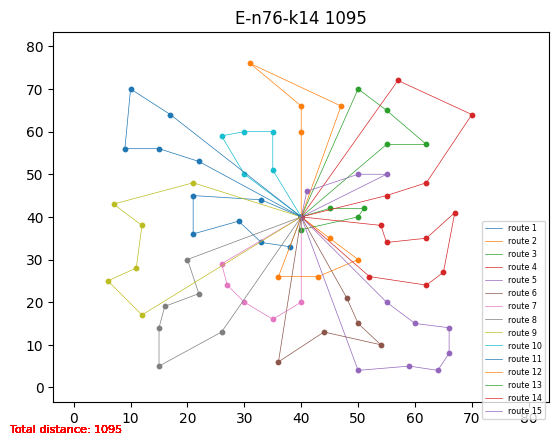 E-n76-k14 1095
80
70
60
50
40
30
20
10
0
0 10 20 30 40 50 60 70 80
route 1
route 2
route 3
route 4
route 5
route 6
route 7
route 8
route 9
route 10
route 11
route 12
route 13
route 14
route 15
Total distance: 1095